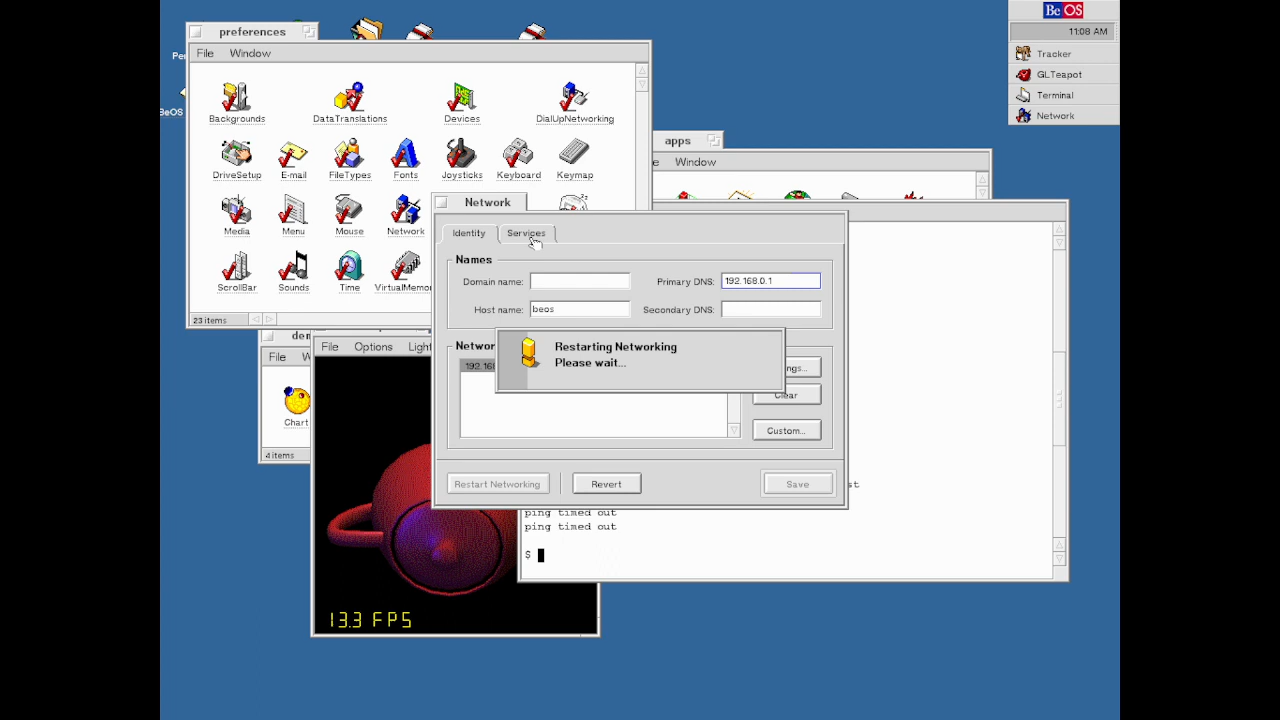 Be OS
11:08 AM
Tracker
GLTeapot
Terminal
Network
preferences
File Window
Backgrounds DataTranslations Devices DialUpNetworking
DriveSetup E-mail FileTypes Fonts Joysticks Keyboard Keymap
Media Menu Mouse Network
ScrollBar Sounds Time
23 items
BeOS
apps
Window
Network
Identity Services
Names
Domain name: Primary DNS: 192.168.0.1
Host name: beos Secondary DNS:
Restarting Networking
Please wait...
Clear
Custom...
Restart Networking Revert Save
File
Chart
4 items
File Options
13.3 FPS
ping timed out
ping timed out
$